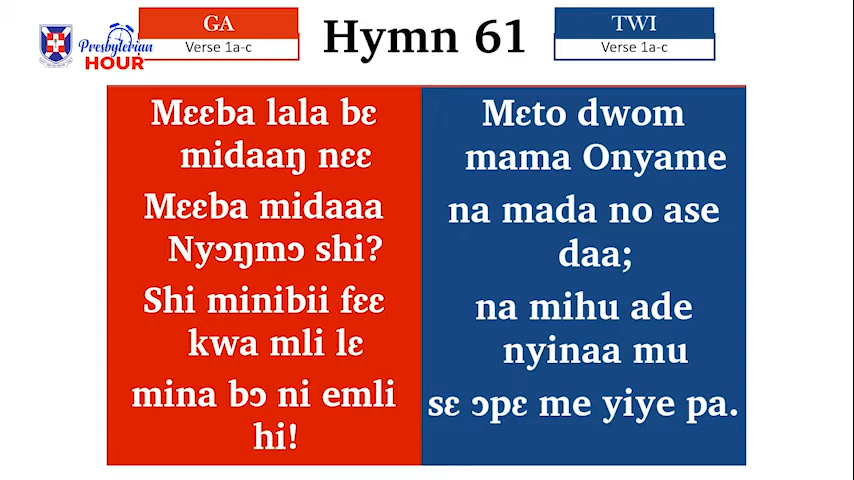 Presbyterian
HOUR
GA
Verse 1a-c
Hymn 61
TWI
Verse 1a-c
Mɛɛba lala bɛ
midaaŋ nɛɛ
Mɛɛba midaaa
Nyɔŋmɔ shi?
Shi minibii fɛɛ
kwa mli lɛ
mina bɔ ni emli
hi!
Mɛto dwom
mama Onyame
na mada no ase
daa;
na mihu ade
nyinaa mu
sɛ ɔpɛ me yiye pa.